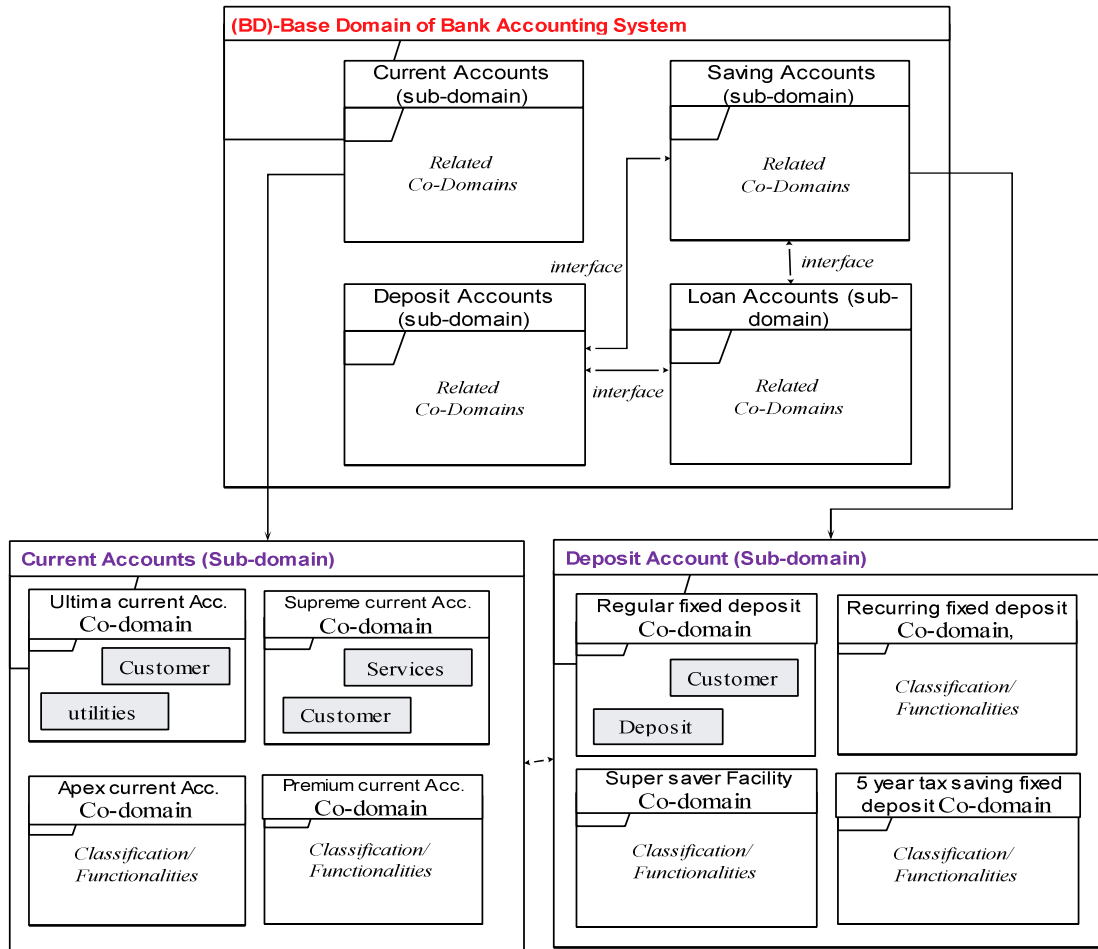 (BD)-Base Domain of Bank Accounting System
Current Accounts
(sub-domain)
Related
Co-Domains
Saving Accounts
(sub-domain)
Related
Co-Domains
interface
interface
Deposit Accounts
(sub-domain)
Related
Co-Domains
interface
Loan Accounts (sub-
domain)
Related
Co-Domains
Current Accounts (Sub-domain)
Ultima current Acc.
Co-domain
Customer
utilities
Supreme current Acc.
Co-domain
Services
Customer
Apex current Acc.
Co-domain
Classification/
Functionalities
Premium current Acc.
Co-domain
Classification/
Functionalities
Deposit Account (Sub-domain)
Regular fixed deposit
Co-domain
Customer
Deposit
Recurring fixed deposit
Co-domain,
Classification/
Functionalities
Super saver Facility
Co-domain
Classification/
Functionalities
5 year tax saving fixed
deposit Co-domain
Classification/
Functionalities